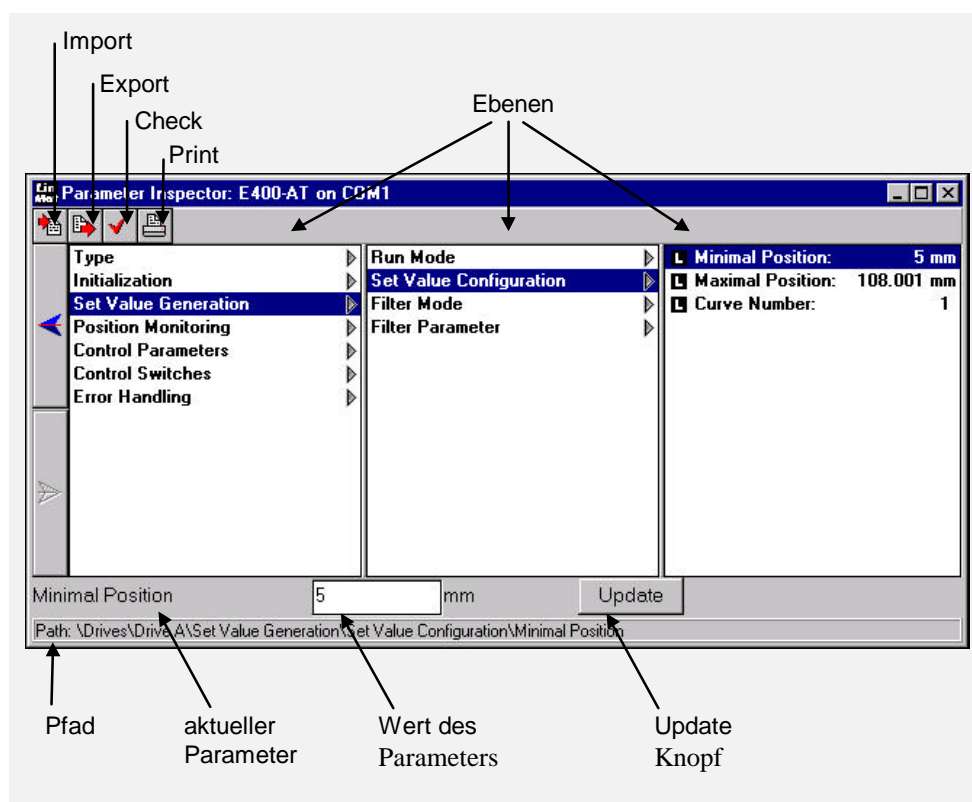 Import
Export
Ebenen
Check
Print
Lin
Mot
Parameter Inspector: E400-AT on COM1
Type
Initialization
Set Value Generation
Position Monitoring
Control Parameters
Control Switches
Error Handling
Run Mode
Set Value Configuration
Filter Mode
Filter Parameter
L Minimal Position: 5 mm
L Maximal Position: 108.001 mm
L Curve Number: 1
Minimal Position 5 mm Update
Path: \Drives\Drive A\Set Value Generation\Set Value Configuration\Minimal Position
Pfad
aktueller
Parameter
Wert des
Parameters
Update
Knopf